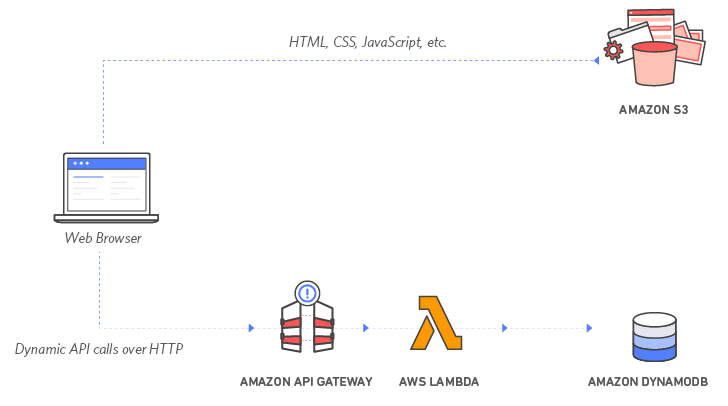 HTML, CSS, JavaScript, etc.
AMAZON S3
Web Browser
Dynamic API calls over HTTP
AMAZON API GATEWAY
AWS LAMBDA
AMAZON DYNAMODB